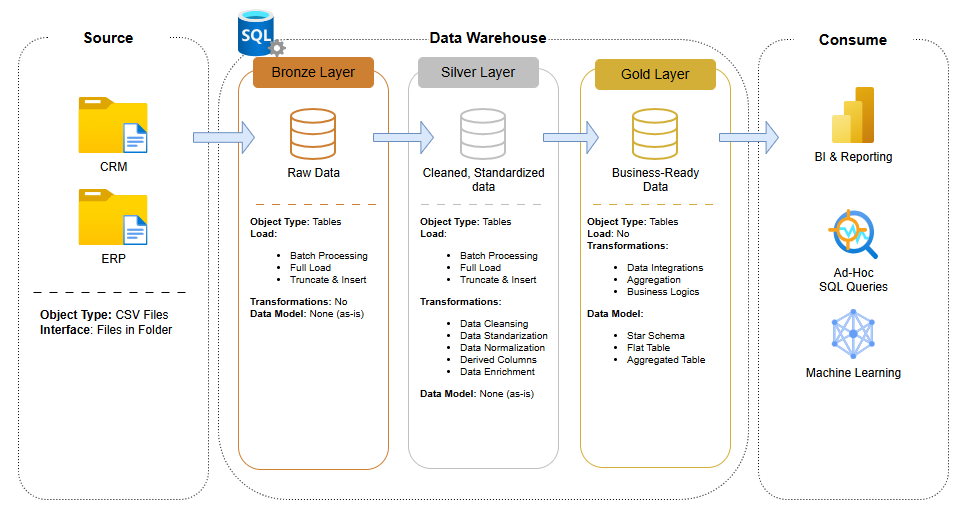 Source
CRM
ERP
Object Type: CSV Files
Interface: Files in Folder
SQL
Data Warehouse
Bronze Layer
Raw Data
Object Type: Tables
Load:
• Batch Processing
• Full Load
• Truncate & Insert
Transformations: No
Data Model: None (as-is)
Silver Layer
Cleaned, Standardized
data
Object Type: Tables
Load:
• Batch Processing
• Full Load
• Truncate & Insert
Transformations:
• Data Cleansing
• Data Standarization
• Data Normalization
• Derived Columns
• Data Enrichment
Data Model: None (as-is)
Gold Layer
Business-Ready
Data
Object Type: Tables
Load: No
Transformations:
• Data Integrations
• Aggregation
• Business Logics
Data Model:
• Star Schema
• Flat Table
• Aggregated Table
Consume
BI & Reporting
Ad-Hoc
SQL Queries
Machine Learning